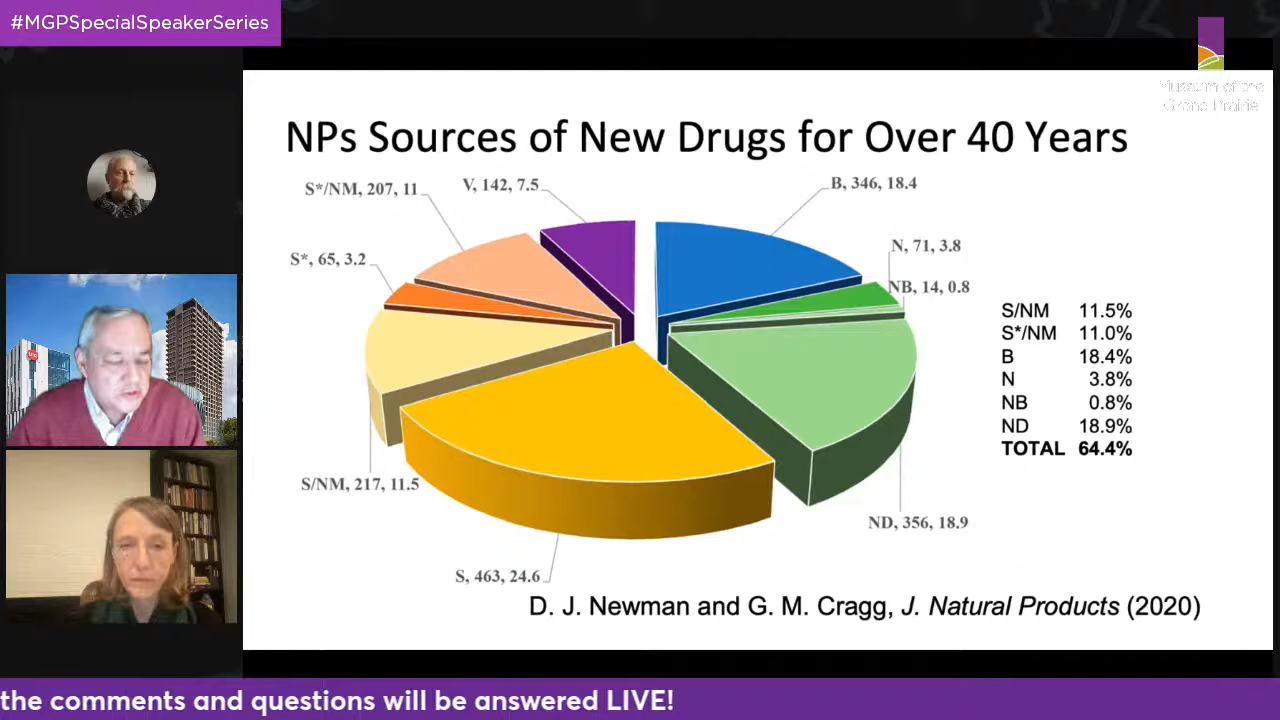 #MGPSpecialSpeakerSeries
Museum of the
Grand Prairie
NPs Sources of New Drugs for Over 40 Years
S*/NM, 207, 11
V, 142, 7.5
B, 346, 18.4
N, 71, 3.8
S*, 65, 3.2
NB, 14, 0.8
S/NM 11.5%
S*/NM 11.0%
B 18.4%
N 3.8%
NB 0.8%
ND 18.9%
TOTAL 64.4%
S/NM, 217, 11.5
ND, 356, 18.9
S, 463, 24.6
D. J. Newman and G. M. Cragg, J. Natural Products (2020)
the comments and questions will be answered LIVE!